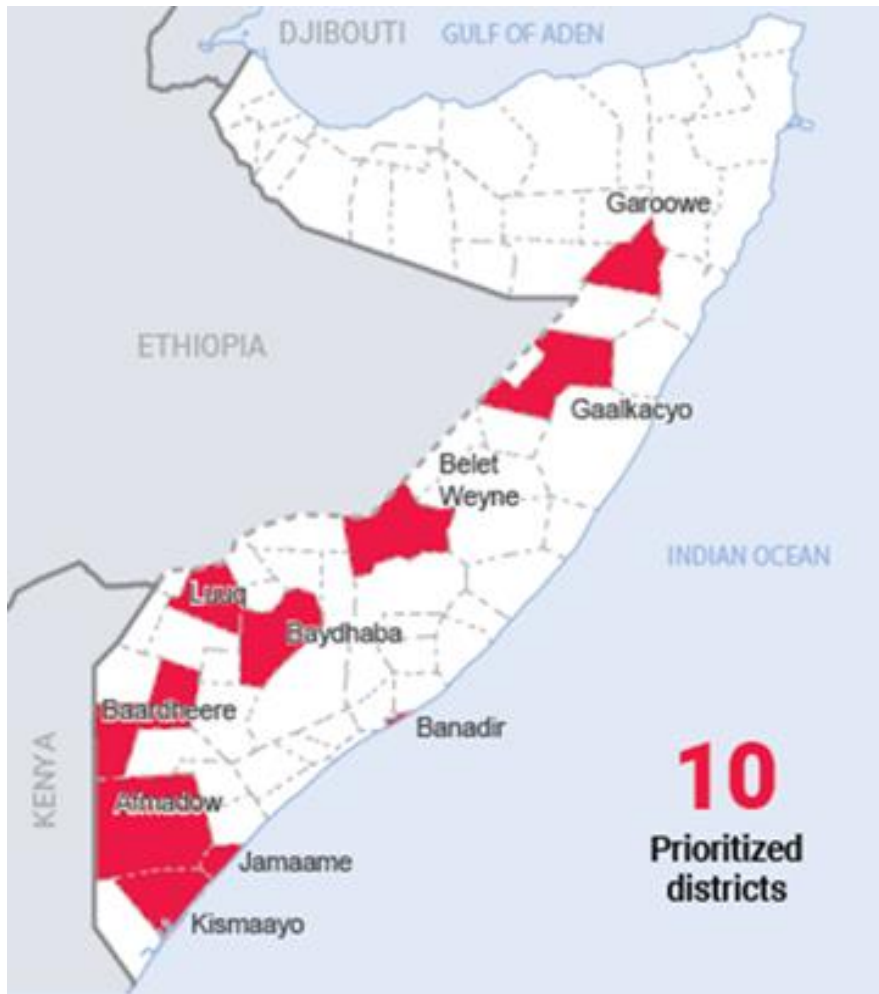 DJIBOUTI
GULF OF ADEN
Garoowe
ETHIOPIA
Gaalkacyo
Belet
Weyne
INDIAN OCEAN
Luuq
Baydhaba
Baardheere
Banadir
KENYA
10
Prioritized
districts
Afmadow
Jamaame
Kismaayo